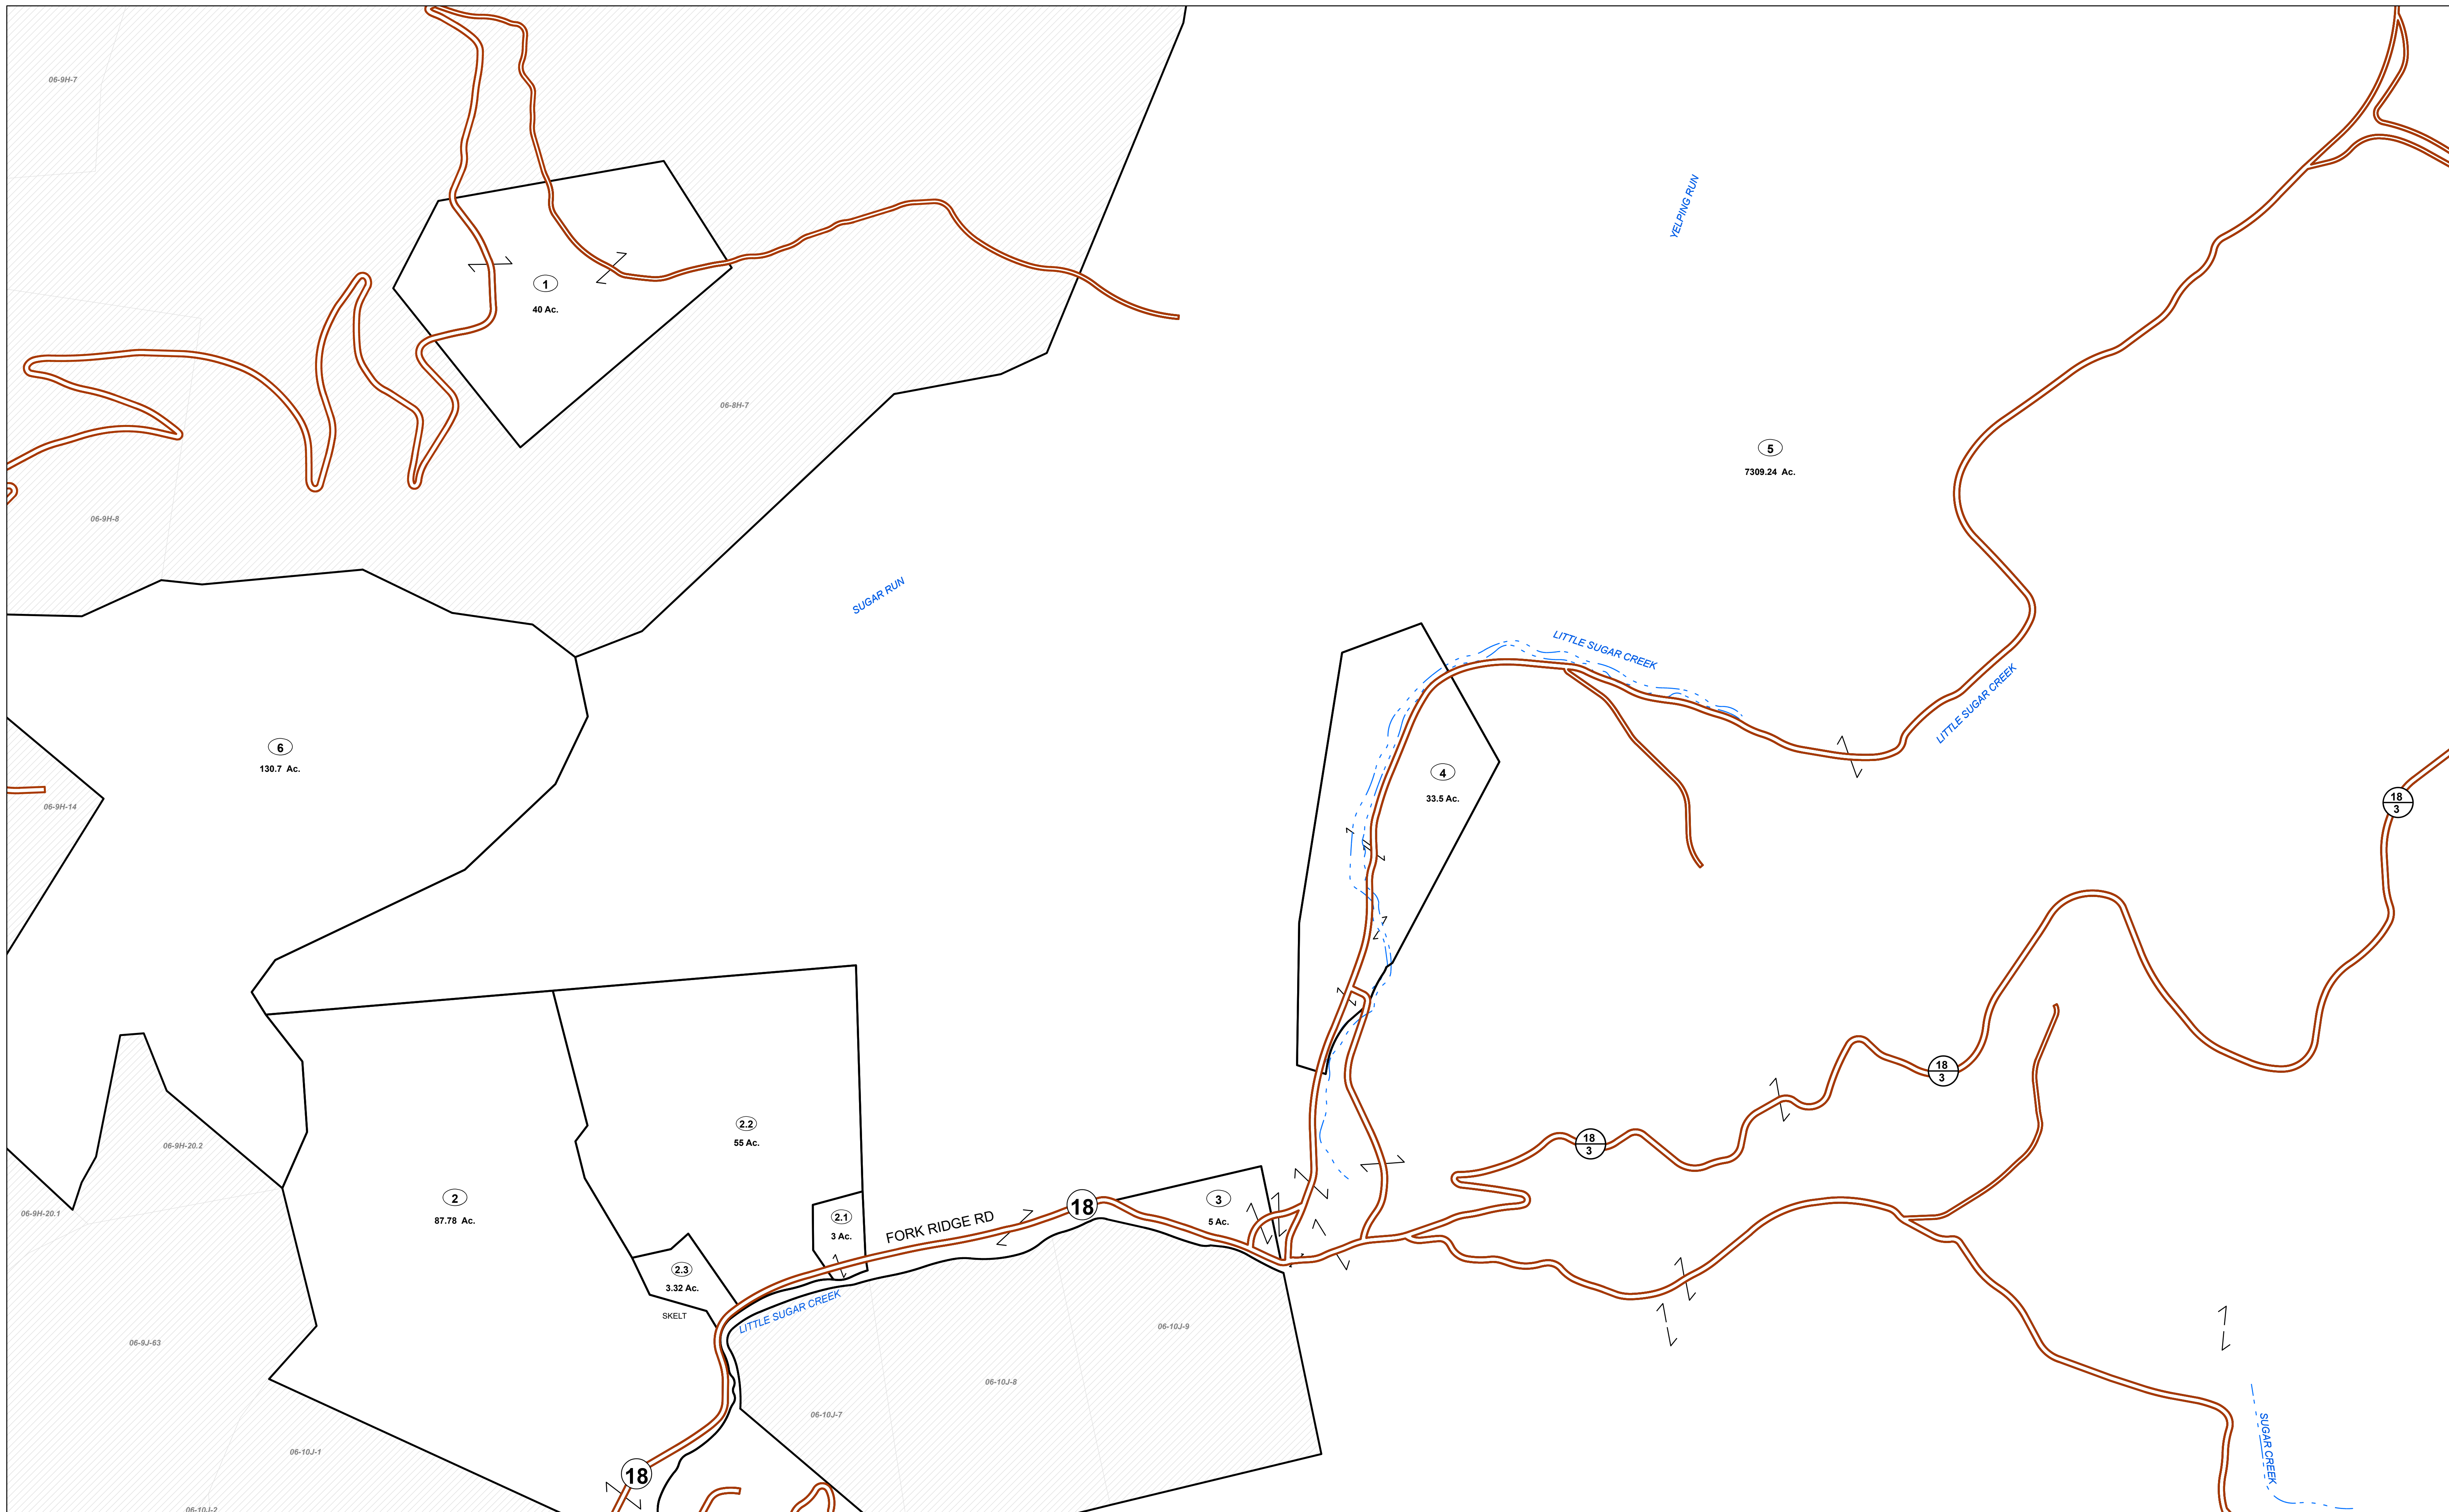 06-9H-7
YELPING RUN
1
40 Ac.
06-8H-7
5
7309.24 Ac.
06-9H-8
SUGAR RUN
LITTLE SUGAR CREEK
LITTLE SUGAR CREEK
6
130.7 Ac.
06-9H-14
4
33.5 Ac.
18
3
18
3
2.2
55 Ac.
18
3
06-9H-20.2
2
87.78 Ac.
06-9H-20.1
2.1
3 Ac.
FORK RIDGE RD
18
3
5 Ac.
2.3
3.32 Ac.
SKELT
LITTLE SUGAR CREEK
06-10J-9
06-9J-63
06-10J-8
06-10J-7
06-10J-1
SUGAR CREEK
18
06-10J-2